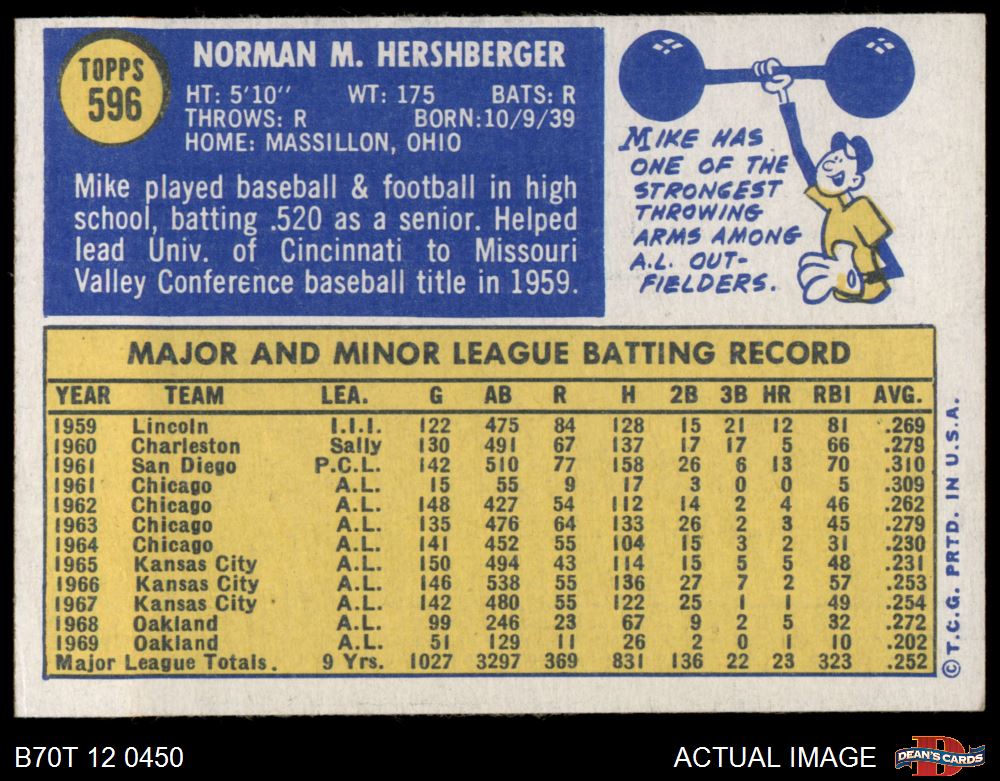 TOPPS
596
NORMAN M. HERSHBERGER
HT: 5'10" WT: 175 BATS: R
THROWS: R BORN:10/9/39
HOME: MASSILLON, OHIO
Mike played baseball & football in high
school, batting .520 as a senior. Helped
lead Univ. of Cincinnati to Missouri
Valley Conference baseball title in 1959.
MIKE HAS
ONE OF THE
STRONGEST
THROWING
ARMS AMONG
A.L. OUT-
FIELDERS.
MAJOR AND MINOR LEAGUE BATTING RECORD
YEAR TEAM LEA. G AB R H 2B 3B HR RBI AVG.
1959 Lincoln I.I.I. 122 475 84 128 15 21 12 81 .269
1960 Charleston Sally 130 491 67 137 17 17 5 66 .279
1961 San Diego P.C.L. 142 510 77 158 26 6 13 70 .310
1961 Chicago A.L. 15 55 9 17 3 0 0 5 .309
1962 Chicago A.L. 148 427 54 112 14 2 4 46 .262
1963 Chicago A.L. 135 476 64 133 26 2 3 45 .279
1964 Chicago A.L. 141 452 55 104 15 3 2 31 .230
1965 Kansas City A.L. 150 494 43 114 15 5 5 48 .231
1966 Kansas City A.L. 146 538 55 136 27 7 2 57 .253
1967 Kansas City A.L. 142 480 55 122 25 1 1 49 .254
1968 Oakland A.L. 99 246 23 67 9 2 5 32 .272
1969 Oakland A.L. 51 129 11 26 2 0 1 10 .202
Major League Totals. 9 Yrs. 1027 3297 369 831 136 22 23 323 .252
© T.C.G. PRTD. IN U.S.A.
B70T 12 0450
ACTUAL IMAGE
D
DEAN'S CARDS